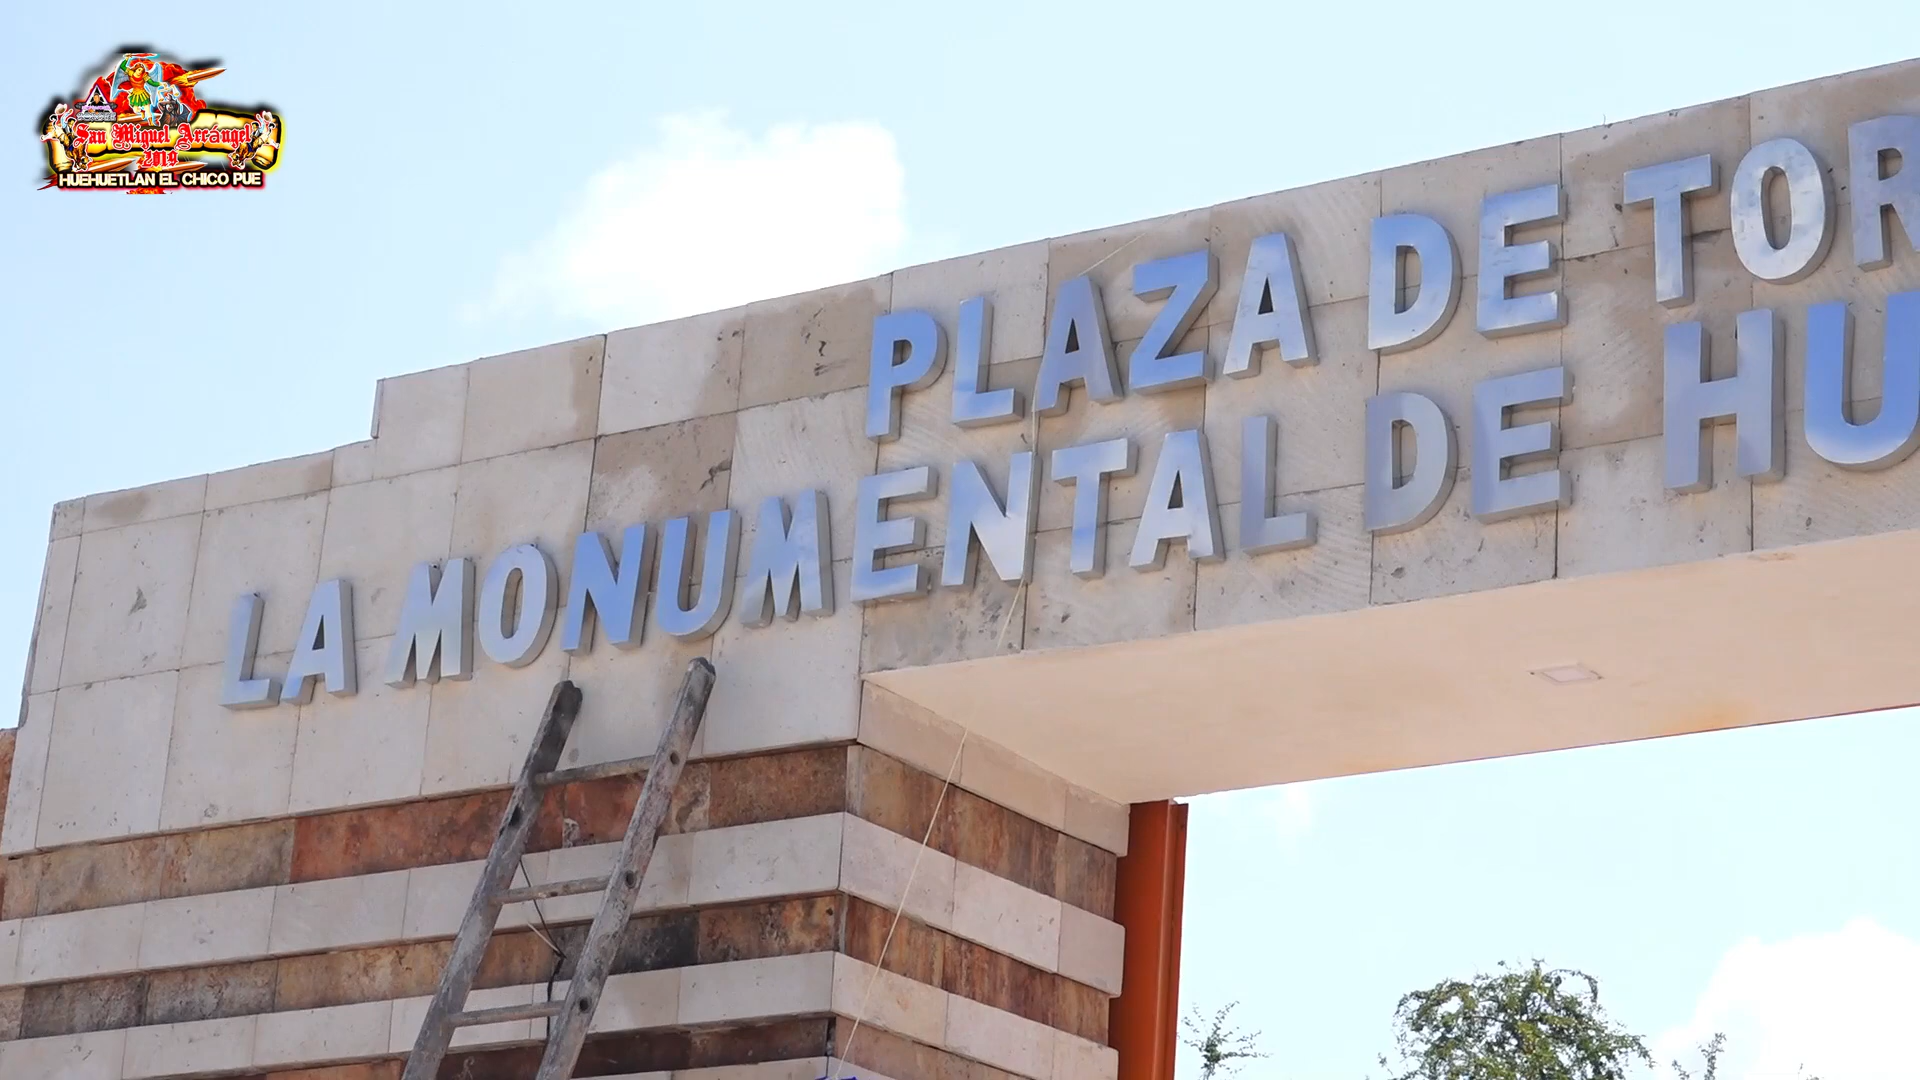 San Miguel Arcángel
2019
HUEHUETLAN EL CHICO PUE
PLAZA DE TOR
LA MONUMENTAL DE HU